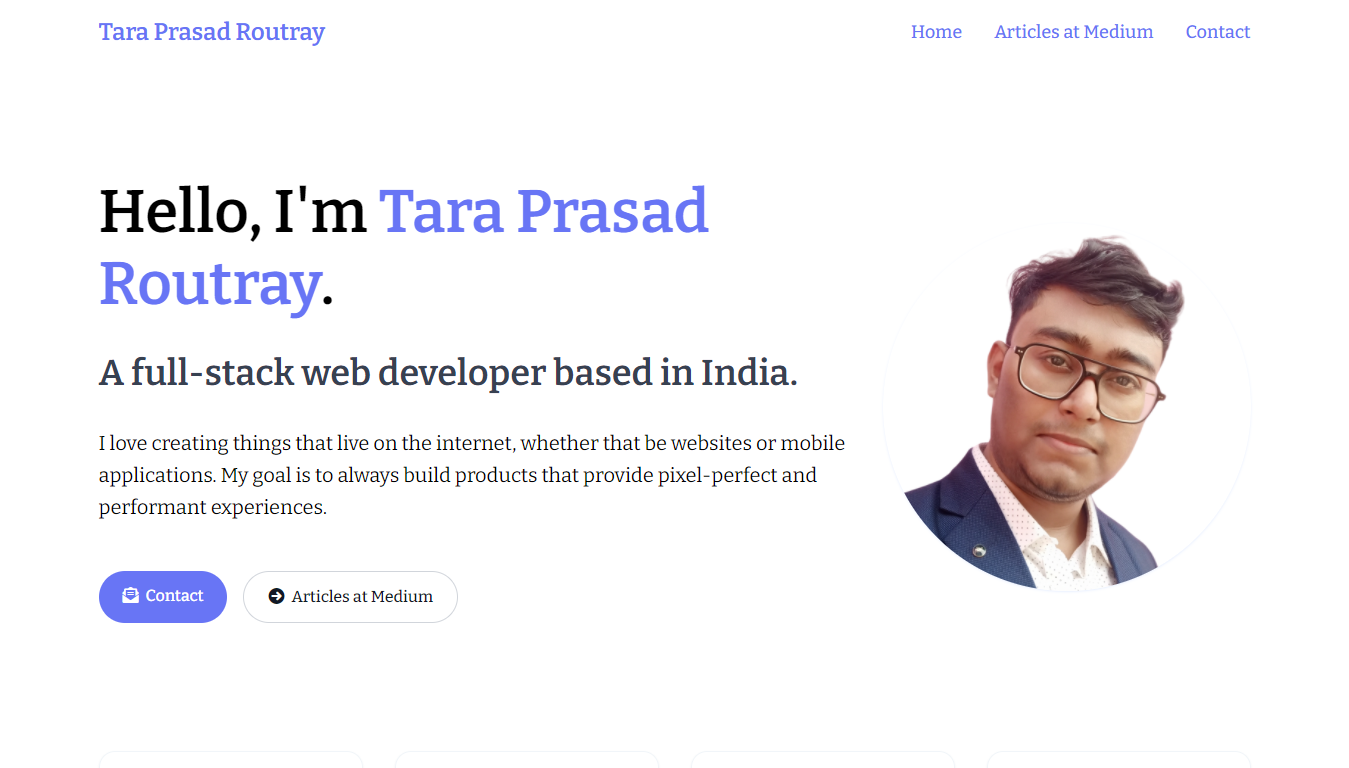 Tara Prasad Routray
Home
Articles at Medium
Contact
Hello, I'm Tara Prasad
Routray.
A full-stack web developer based in India.
I love creating things that live on the internet, whether that be websites or mobile
applications. My goal is to always build products that provide pixel-perfect and
performant experiences.
Contact
Articles at Medium